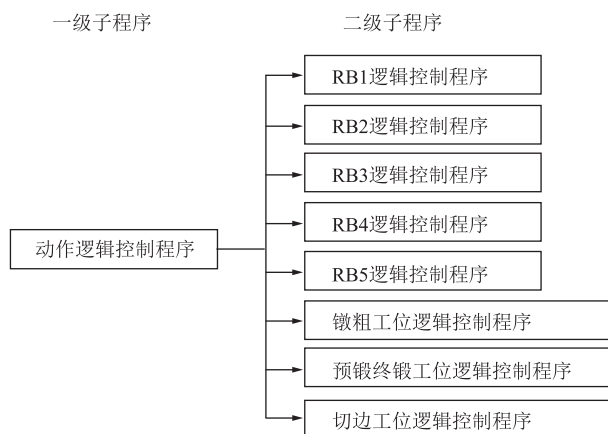 一级子程序
二级子程序
RB1逻辑控制程序
RB2逻辑控制程序
RB3逻辑控制程序
RB4逻辑控制程序
动作逻辑控制程序
RB5逻辑控制程序
镦粗工位逻辑控制程序
预锻终锻工位逻辑控制程序
切边工位逻辑控制程序